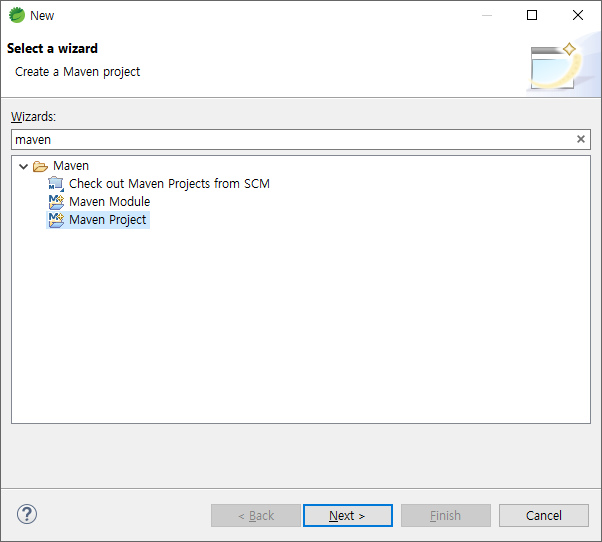 New
Select a wizard
Create a Maven project
Wizards:
maven
Maven
Check out Maven Projects from SCM
Maven Module
Maven Project
< Back
Next >
Finish
Cancel